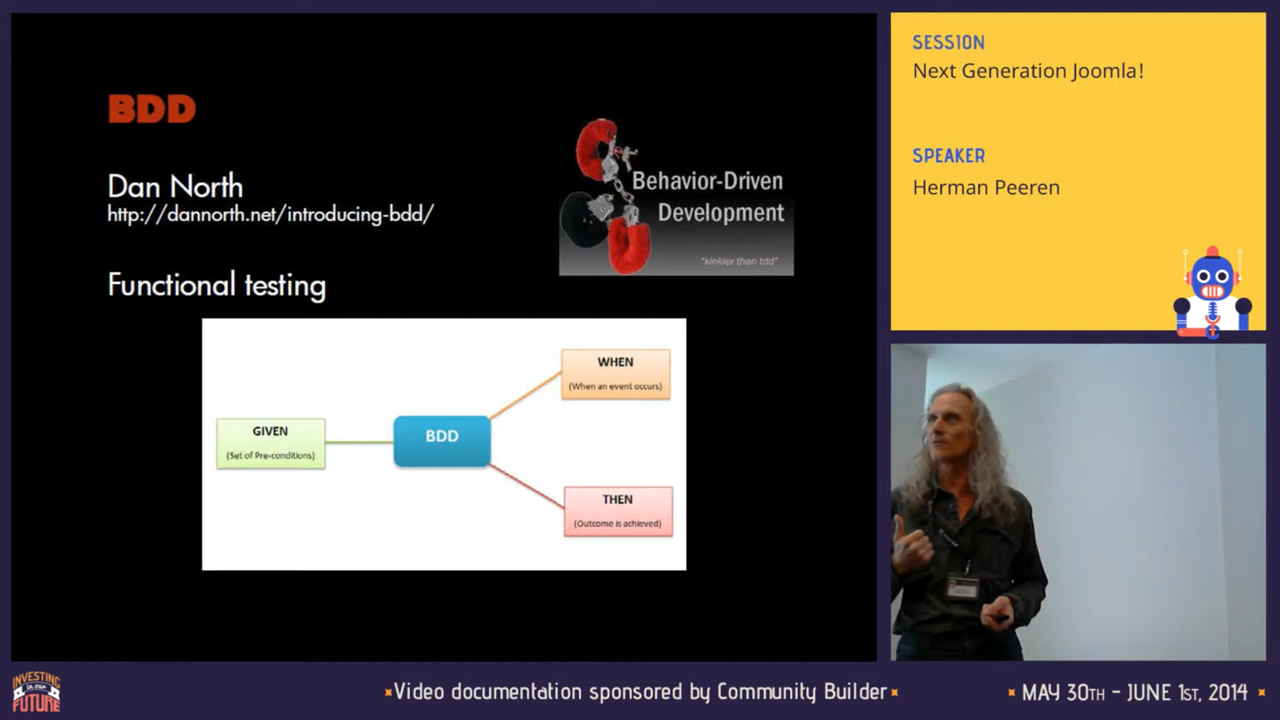 BDD
Dan North
http://dannorth.net/introducing-bdd/
Functional testing
Behavior-Driven
Development
"kinkier than tdd"
GIVEN
(Set of Pre-conditions)
BDD
WHEN
(When an event occurs)
THEN
(Outcome is achieved)
SESSION
Next Generation Joomla!
SPEAKER
Herman Peeren
INVESTING
IN OUR
FUTURE
Video documentation sponsored by Community Builder
MAY 30TH - JUNE 1ST, 2014